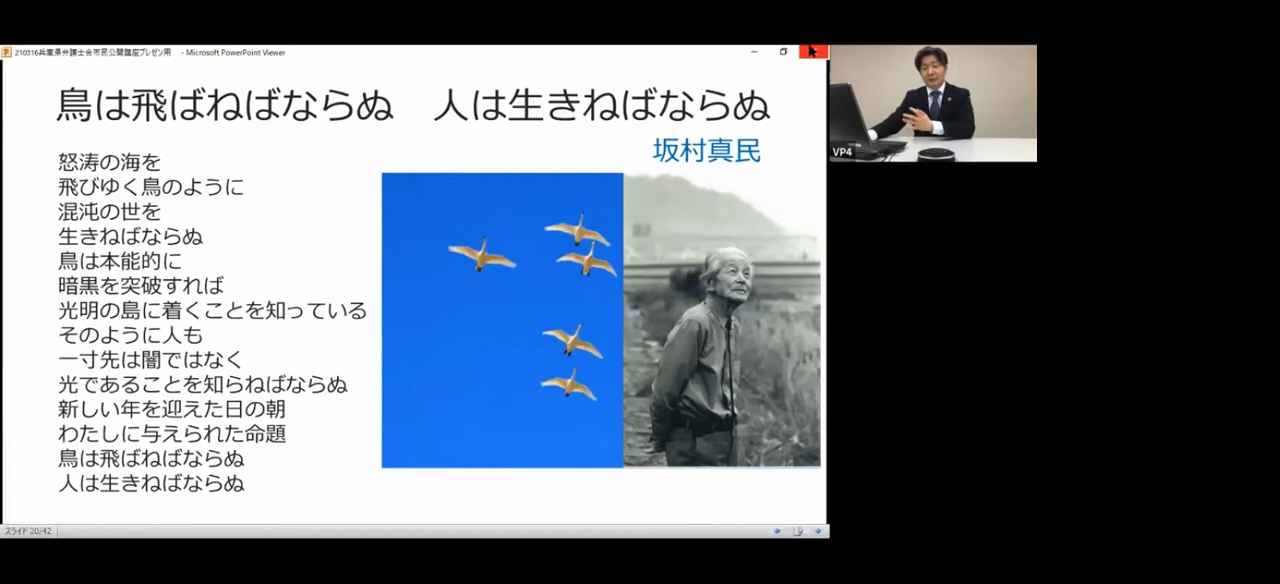 210316兵庫県弁護士会市民公開講座プレゼン用 - Microsoft PowerPoint Viewer
鳥は飛ばねばならぬ 人は生きねばならぬ
坂村真民
怒涛の海を
飛びゆく鳥のように
混沌の世を
生きねばならぬ
鳥は本能的に
暗黒を突破すれば
光明の島に着くことを知っている
そのように人も
一寸先は闇ではなく
光であることを知らねばならぬ
新しい年を迎えた日の朝
わたしに与えられた命題
鳥は飛ばねばならぬ
人は生きねばならぬ
VP4
スライド 20/42